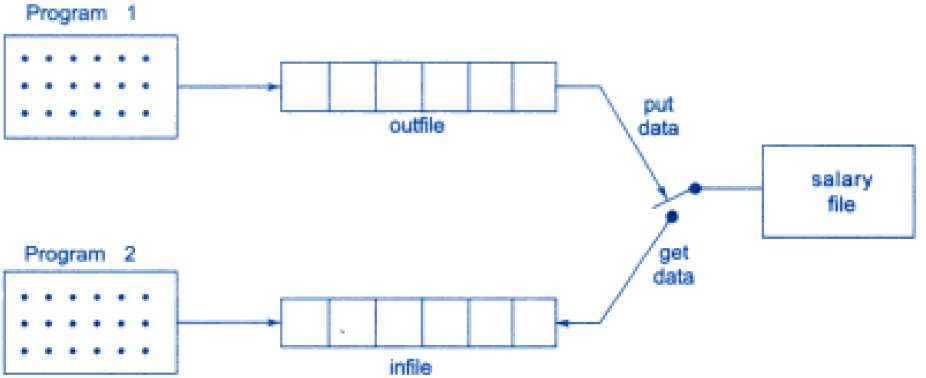 Program 1
outfile
put
data
salary
file
Program 2
get
data
infile